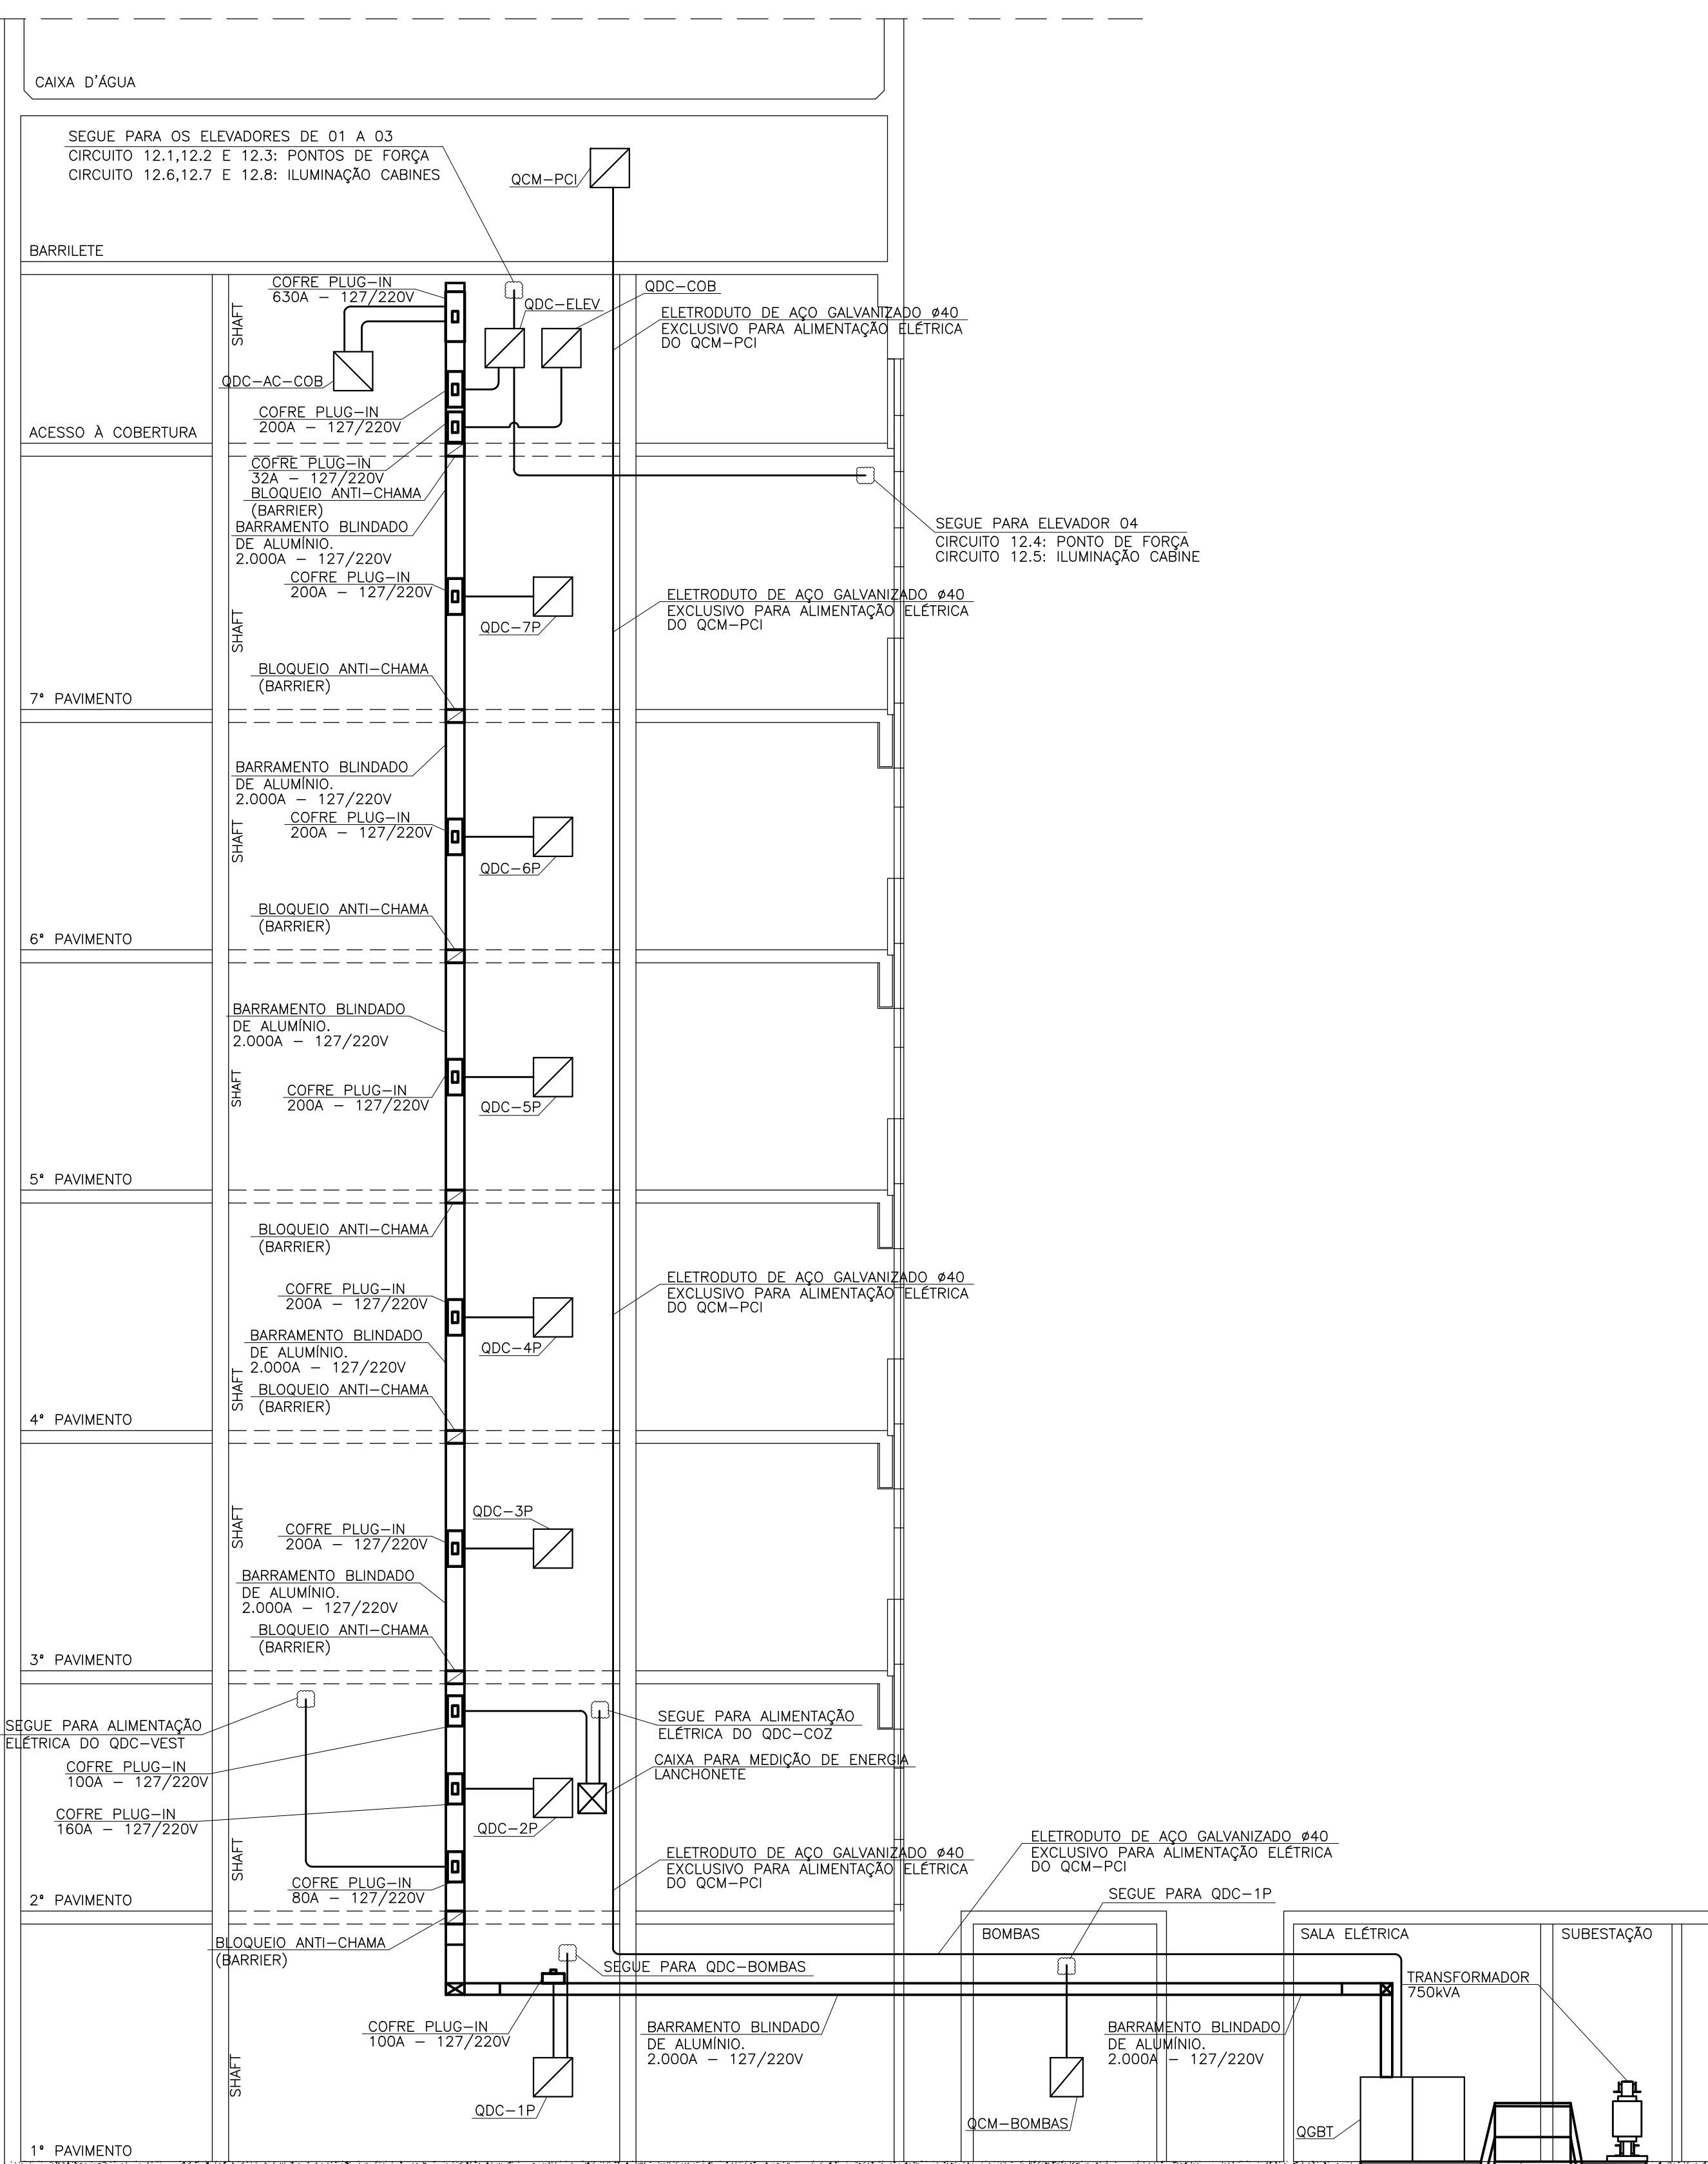 CAIXA D'ÁGUA
SEGUE PARA OS ELEVADORES DE 01 A 03
CIRCUITO 12.1,12.2 E 12.3: PONTOS DE FORÇA
CIRCUITO 12.6,12.7 E 12.8: ILUMINAÇÃO CABINES
QCM-PCI
BARRILETE
COFRE PLUG-IN
630A - 127/220V
SHAFT
QDC-ELEV
QDC-COB
ELETRODUTO DE AÇO GALVANIZADO ø40
EXCLUSIVO PARA ALIMENTAÇÃO ELÉTRICA
DO QCM-PCI
QDC-AC-COB
COFRE PLUG-IN
200A - 127/220V
ACESSO À COBERTURA
COFRE PLUG-IN
32A - 127/220V
BLOQUEIO ANTI-CHAMA
(BARRIER)
BARRAMENTO BLINDADO
DE ALUMÍNIO.
2.000A - 127/220V
SEGUE PARA ELEVADOR 04
CIRCUITO 12.4: PONTO DE FORÇA
CIRCUITO 12.5: ILUMINAÇÃO CABINE
COFRE PLUG-IN
200A - 127/220V
QDC-7P
SHAFT
ELETRODUTO DE AÇO GALVANIZADO ø40
EXCLUSIVO PARA ALIMENTAÇÃO ELÉTRICA
DO QCM-PCI
BLOQUEIO ANTI-CHAMA
(BARRIER)
7° PAVIMENTO
BARRAMENTO BLINDADO
DE ALUMÍNIO.
2.000A - 127/220V
COFRE PLUG-IN
200A - 127/220V
SHAFT
QDC-6P
BLOQUEIO ANTI-CHAMA
(BARRIER)
6° PAVIMENTO
BARRAMENTO BLINDADO
DE ALUMÍNIO.
2.000A - 127/220V
COFRE PLUG-IN
200A - 127/220V
SHAFT
QDC-5P
5° PAVIMENTO
BLOQUEIO ANTI-CHAMA
(BARRIER)
COFRE PLUG-IN
200A - 127/220V
ELETRODUTO DE AÇO GALVANIZADO ø40
EXCLUSIVO PARA ALIMENTAÇÃO ELÉTRICA
DO QCM-PCI
BARRAMENTO BLINDADO
DE ALUMÍNIO.
2.000A - 127/220V
QDC-4P
SHAFT
BLOQUEIO ANTI-CHAMA
(BARRIER)
4° PAVIMENTO
QDC-3P
SHAFT
COFRE PLUG-IN
200A - 127/220V
BARRAMENTO BLINDADO
DE ALUMÍNIO.
2.000A - 127/220V
BLOQUEIO ANTI-CHAMA
(BARRIER)
3° PAVIMENTO
SEGUE PARA ALIMENTAÇÃO
ELÉTRICA DO QDC-VEST
SEGUE PARA ALIMENTAÇÃO
ELÉTRICA DO QDC-COZ
COFRE PLUG-IN
100A - 127/220V
CAIXA PARA MEDIÇÃO DE ENERGIA
LANCHONETE
COFRE PLUG-IN
160A - 127/220V
QDC-2P
SHAFT
ELETRODUTO DE AÇO GALVANIZADO ø40
EXCLUSIVO PARA ALIMENTAÇÃO ELÉTRICA
DO QCM-PCI
ELETRODUTO DE AÇO GALVANIZADO ø40
EXCLUSIVO PARA ALIMENTAÇÃO ELÉTRICA
DO QCM-PCI
COFRE PLUG-IN
80A - 127/220V
2° PAVIMENTO
SEGUE PARA QDC-1P
BLOQUEIO ANTI-CHAMA
(BARRIER)
BOMBAS
SALA ELÉTRICA
SUBESTAÇÃO
SEGUE PARA QDC-BOMBAS
TRANSFORMADOR
750kVA
COFRE PLUG-IN
100A - 127/220V
BARRAMENTO BLINDADO
DE ALUMÍNIO.
2.000A - 127/220V
BARRAMENTO BLINDADO
DE ALUMÍNIO.
2.000A - 127/220V
SHAFT
QDC-1P
QCM-BOMBAS
QGBT
1° PAVIMENTO